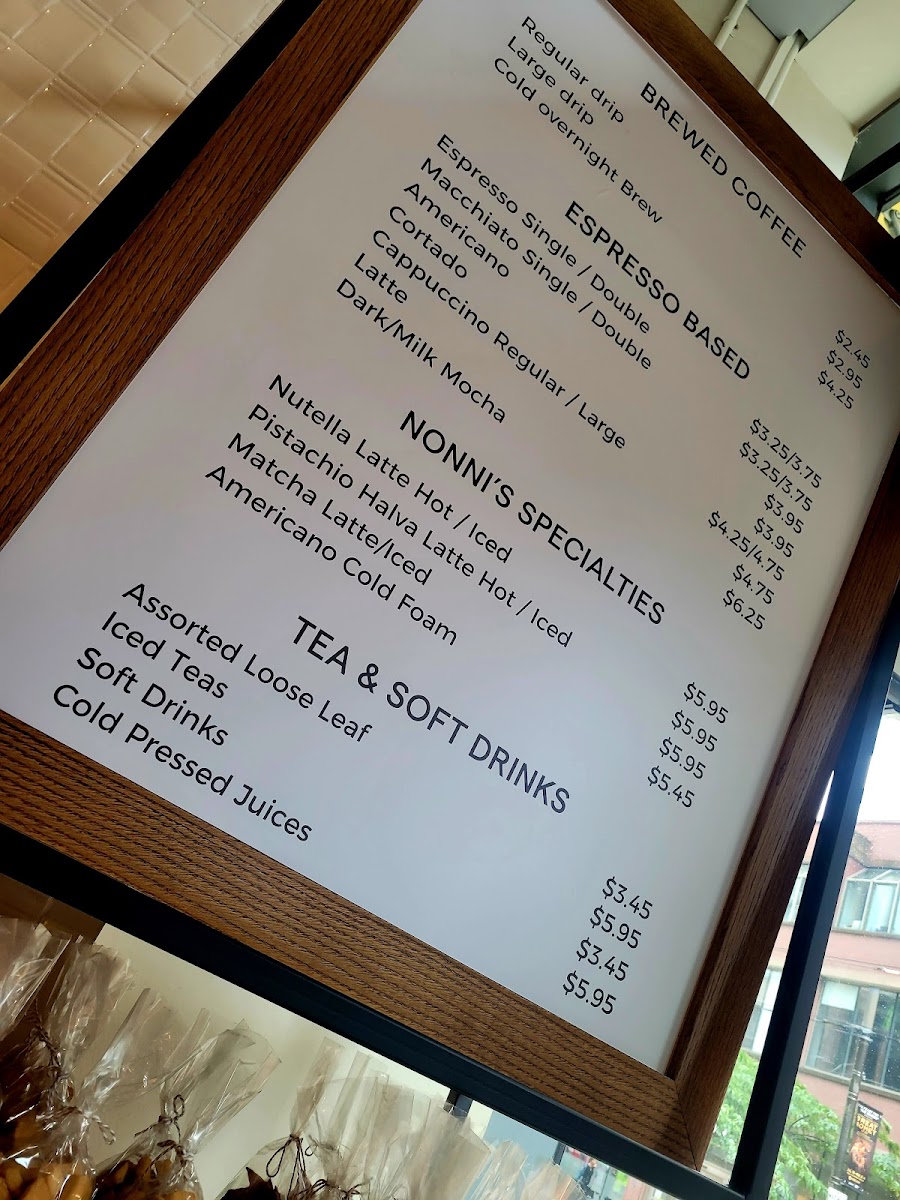 BREWED COFFEE
Regular drip $2.45
Large drip $2.95
Cold overnight Brew $4.25
ESPRESSO BASED
Espresso Single / Double $3.25/3.75
Macchiato Single / Double $3.25/3.75
Americano $3.95
Cortado $3.95
Cappuccino Regular / Large $4.25/4.75
Latte $4.75
Dark/Milk Mocha $6.25
NONNI'S SPECIALTIES
Nutella Latte Hot / Iced $5.95
Pistachio Halva Latte Hot / Iced $5.95
Matcha Latte/Iced $5.95
Americano Cold Foam $5.45
TEA & SOFT DRINKS
Assorted Loose Leaf $3.45
Iced Teas $5.95
Soft Drinks $3.45
Cold Pressed Juices $5.95